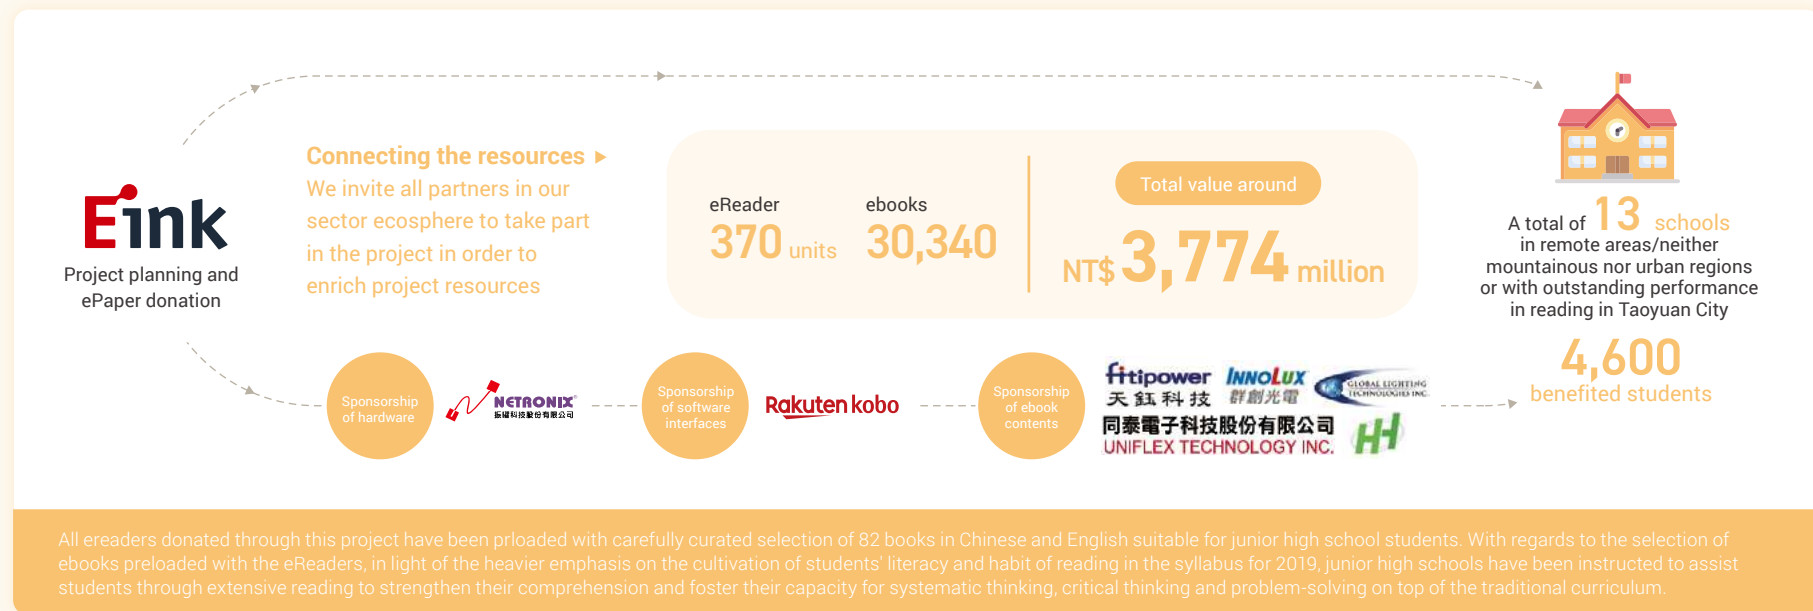 Eink
Project planning and
ePaper donation
Connecting the resources
We invite all partners in our
sector ecosphere to take part
in the project in order to
enrich project resources
eReader
370 units
ebooks
30,340
Total value around
NT$ 3,774 million
A total of 13 schools
in remote areas/neither
mountainous nor urban regions
or with outstanding performance
in reading in Taoyuan City
4,600
benefited students
Sponsorship
of hardware
NETRONIX
振曜科技股份有限公司
Sponsorship
of software
interfaces
Rakuten kobo
Sponsorship
of ebook
contents
fitipower
天鈺科技
INNOLUX
群創光電
GLOBAL LIGHTING
TECHNOLOGIES INC.
同泰電子科技股份有限公司
UNIFLEX TECHNOLOGY INC.
All ereaders donated through this project have been prloaded with carefully curated selection of 82 books in Chinese and English suitable for junior high school students. With regards to the selection of
ebooks preloaded with the eReaders, in light of the heavier emphasis on the cultivation of students' literacy and habit of reading in the syllabus for 2019, junior high schools have been instructed to assist
students through extensive reading to strengthen their comprehension and foster their capacity for systematic thinking, critical thinking and problem-solving on top of the traditional curriculum.